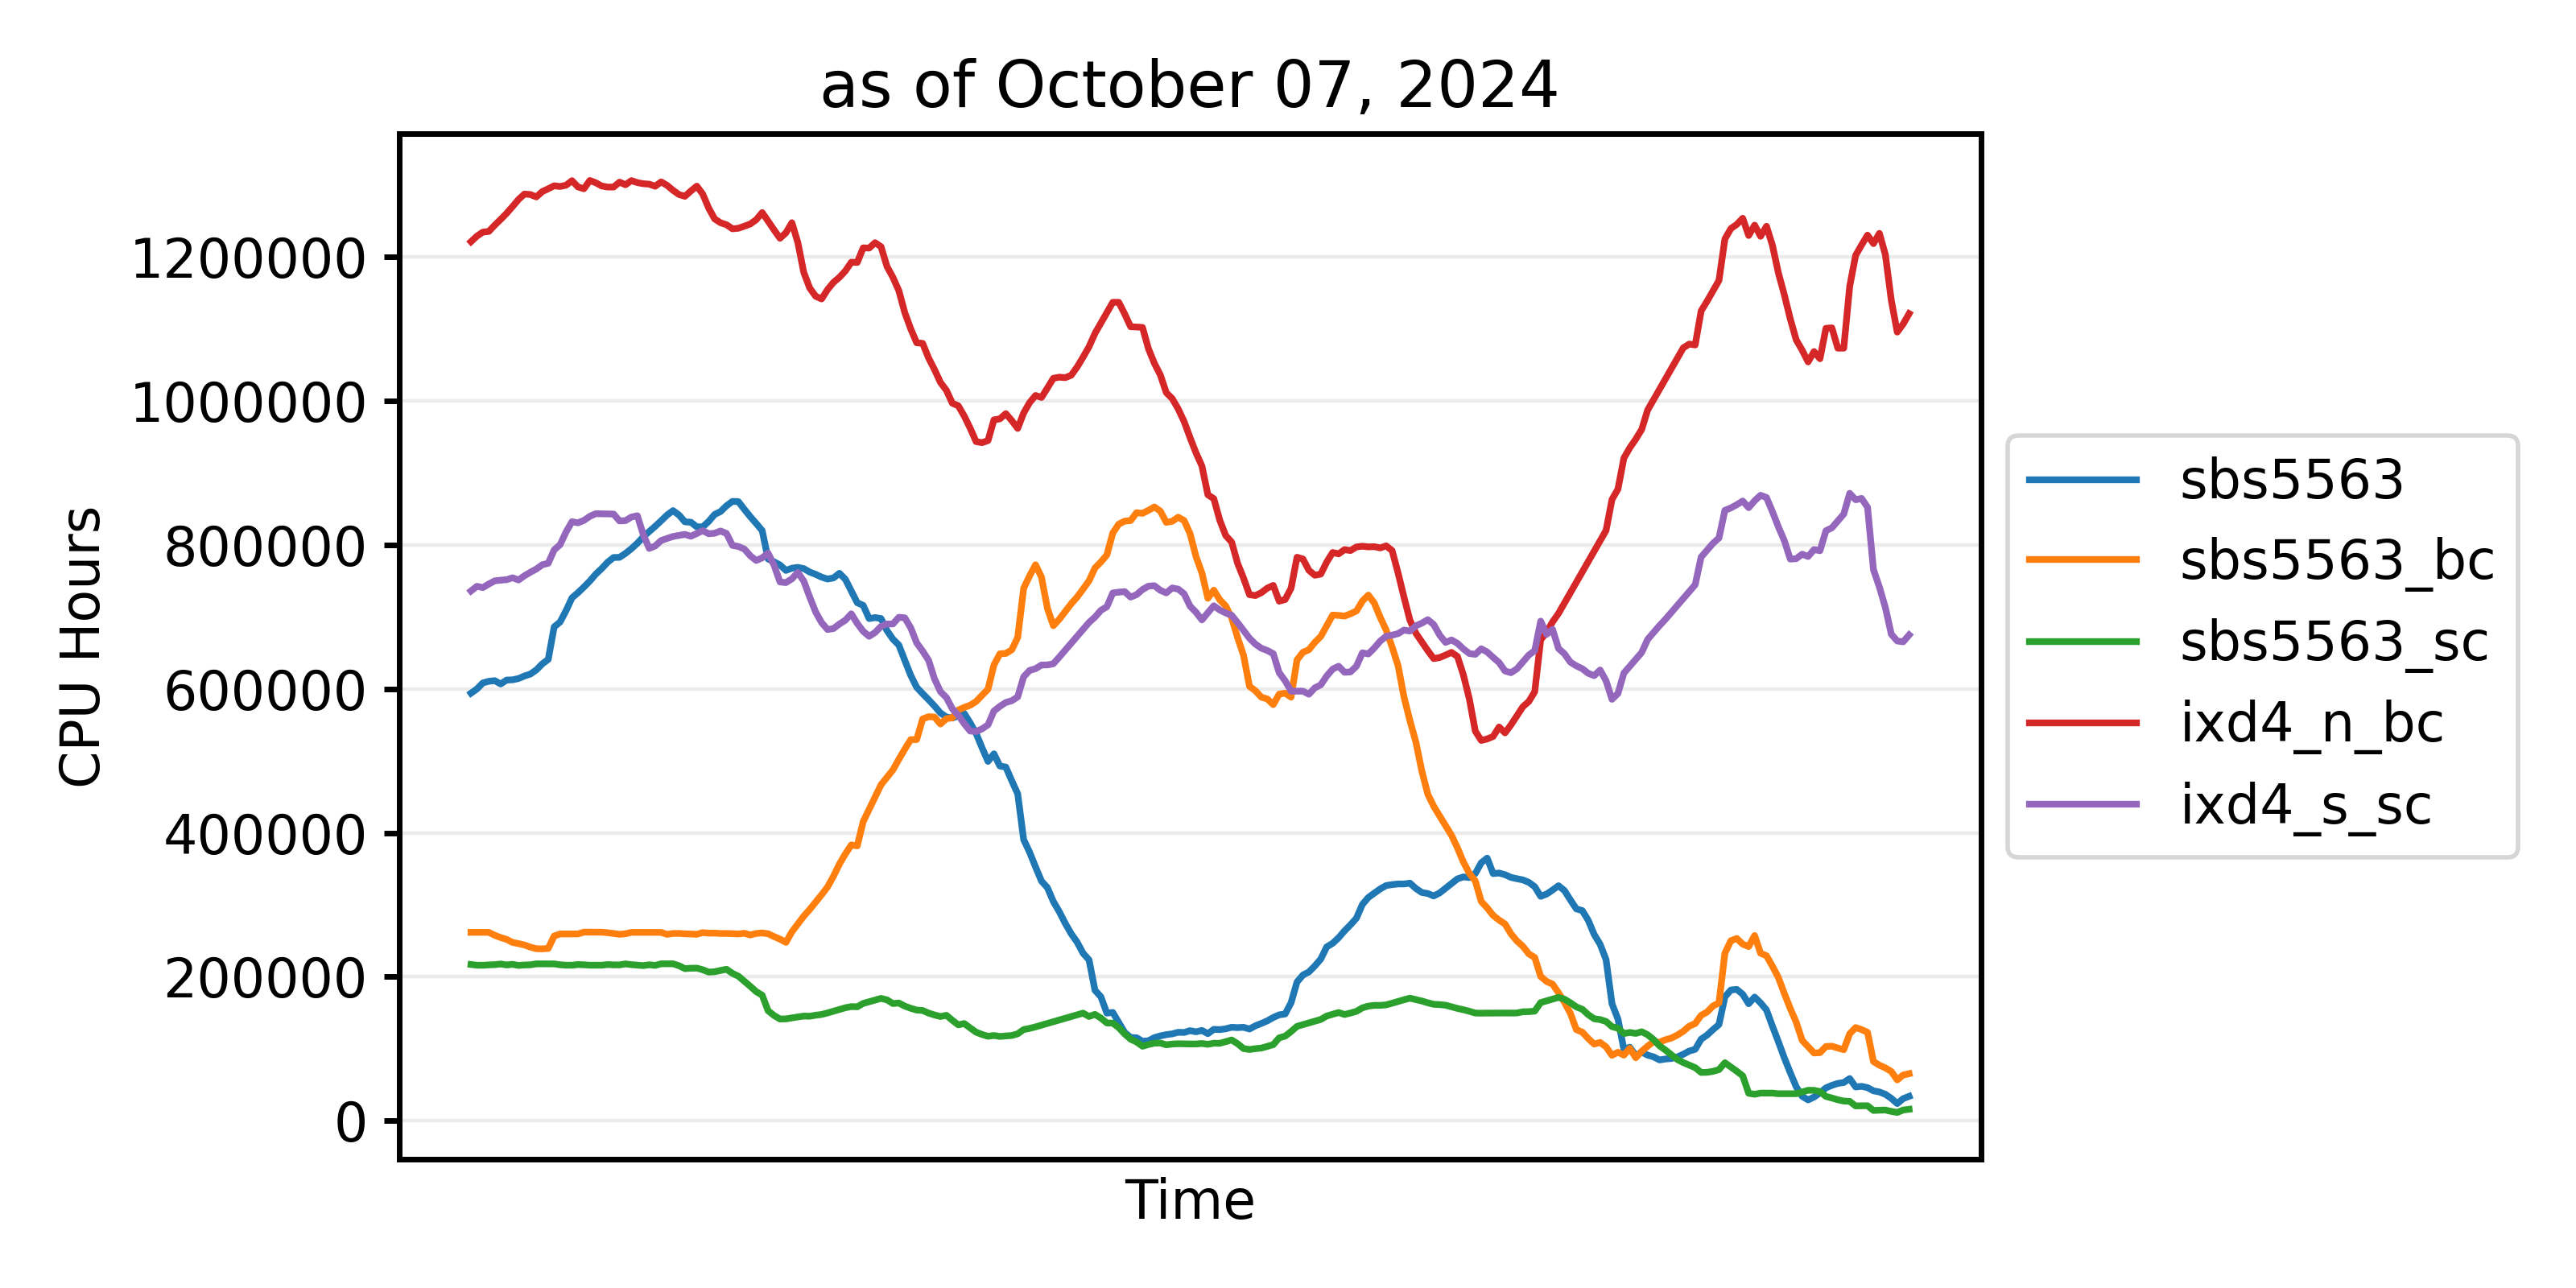 as of October 07, 2024
1200000
1000000
800000
600000
400000
200000
0
CPU Hours
Time
sbs5563
sbs5563_bc
sbs5563_sc
ixd4_n_bc
ixd4_s_sc